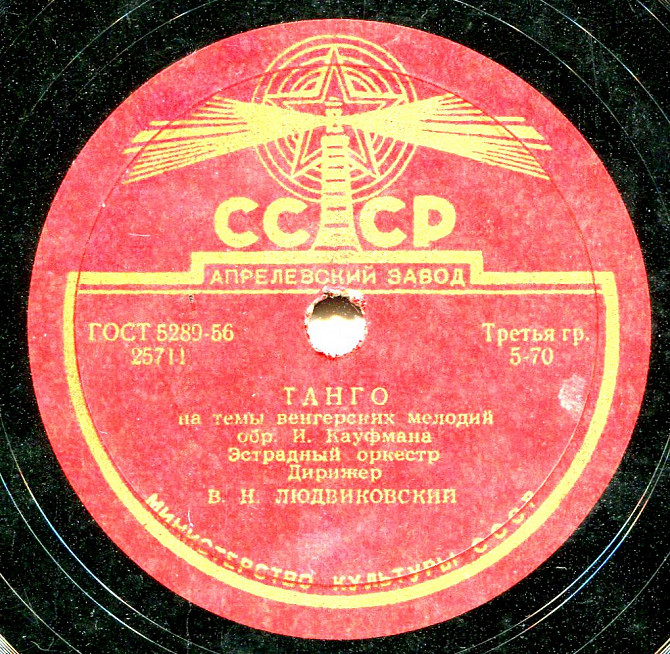 СССР
АПРЕЛЕВСКИЙ ЗАВОД
ГОСТ 5289-56
25711
Третья гр.
5-70
ТАНГО
на темы венгерских мелодий
обр. И. Кауфмана
Эстрадный оркестр
Дирижер
В. Н. ЛЮДВИКОВСКИЙ
МИНИСТЕРСТВО КУЛЬТУРЫ СССР